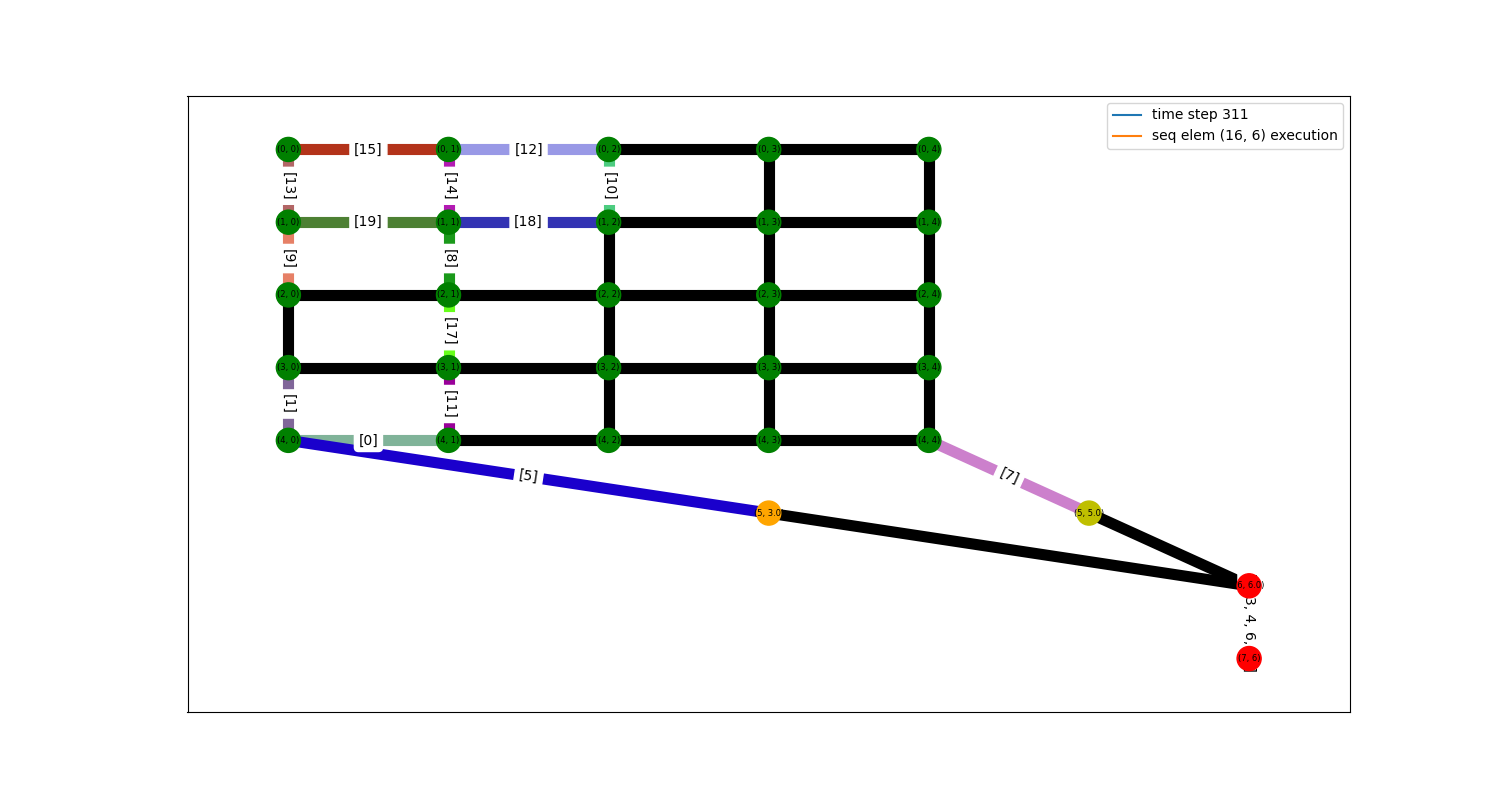 time step 311
seq elem (16, 6) execution
(0, 0) [15] (0, 1) [12] (0, 2) (0, 3) (0, 4)
[13] [14] [10]
(1, 0) [19] (1, 1) [18] (1, 2) (1, 3) (1, 4)
[9] [8]
(2, 0) (2, 1) (2, 2) (2, 3) (2, 4)
[17]
(3, 0) (3, 1) (3, 2) (3, 3) (3, 4)
[1] [11]
(4, 0) [0] (4, 1) (4, 2) (4, 3) (4, 4)
[5] [7]
(5, 3.0) (5, 5.0)
(6, 6.0)
3, 4, 6,
(7, 6)